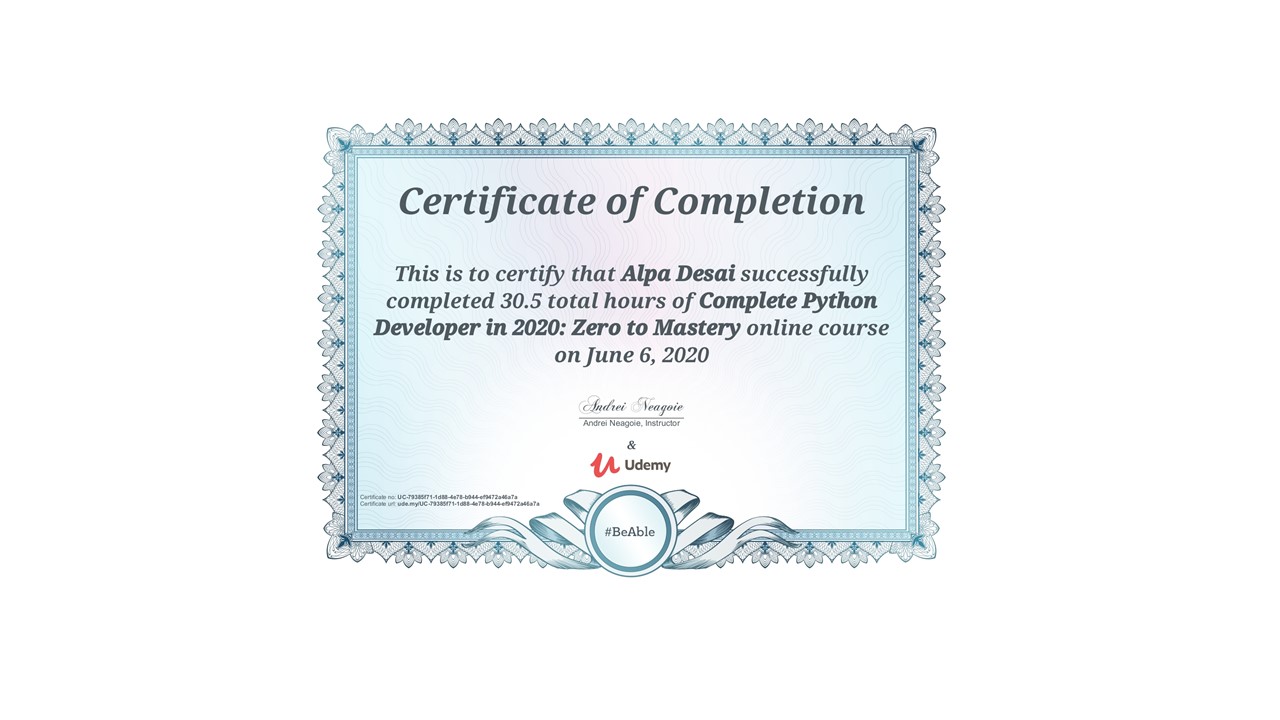 Certificate of Completion
This is to certify that Alpa Desai successfully
completed 30.5 total hours of Complete Python
Developer in 2020: Zero to Mastery online course
on June 6, 2020
Andrei Neagoie
Andrei Neagoie, Instructor
&
Udemy
Certificate no: UC-79385f71-1d88-4e78-b944-ef9472a46a7a
Certificate url: ude.my/UC-79385f71-1d88-4e78-b944-ef9472a46a7a
#BeAble